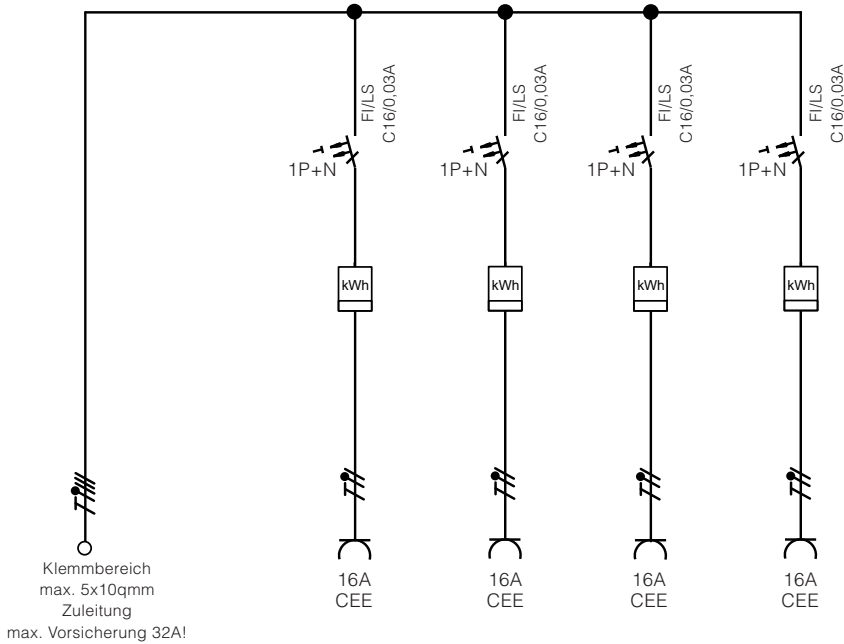 FI/LS
C16/0,03A
FI/LS
C16/0,03A
FI/LS
C16/0,03A
FI/LS
C16/0,03A
1P+N
1P+N
1P+N
1P+N
kWh
kWh
kWh
kWh
Klemmbereich
max. 5x10qmm
Zuleitung
max. Vorsicherung 32A!
16A
CEE
16A
CEE
16A
CEE
16A
CEE